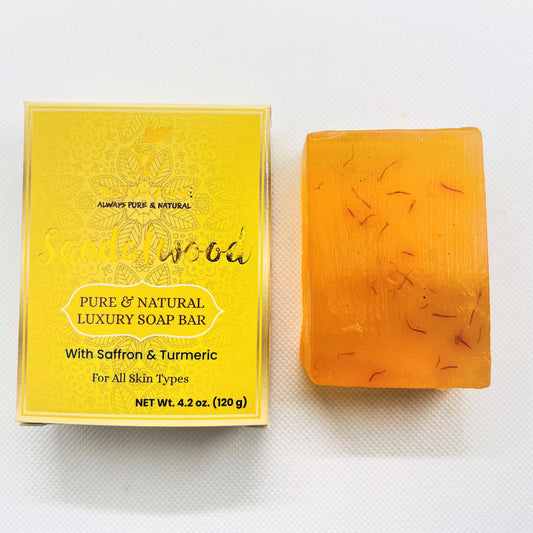 ALWAYS PURE & NATURAL
Sandalwood
PURE & NATURAL
LUXURY SOAP BAR
With Saffron & Turmeric
For All Skin Types
NET Wt. 4.2 oz. (120 g)